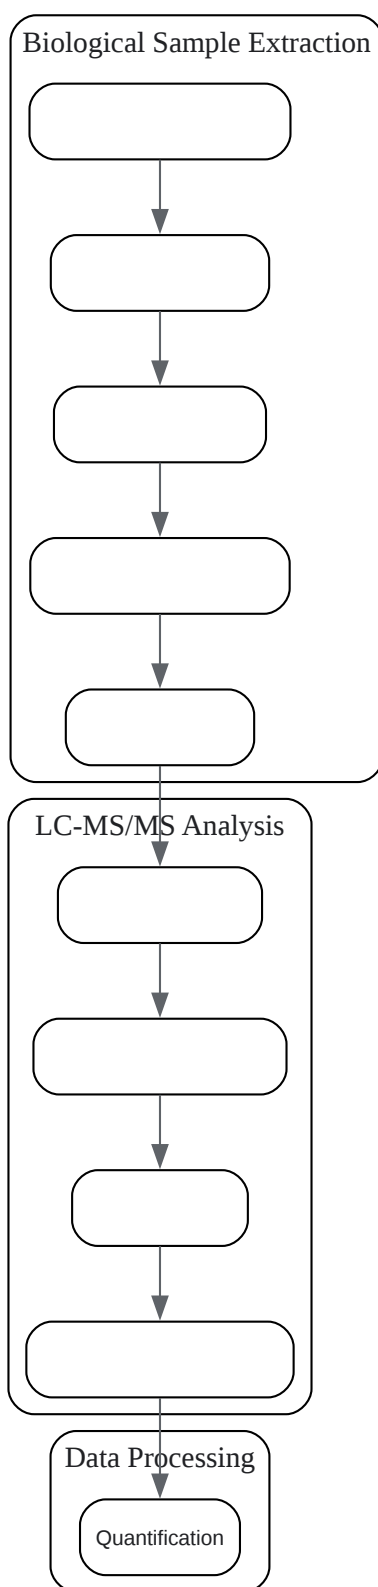 Biological Sample Extraction
LC-MS/MS Analysis
Data Processing
Quantification